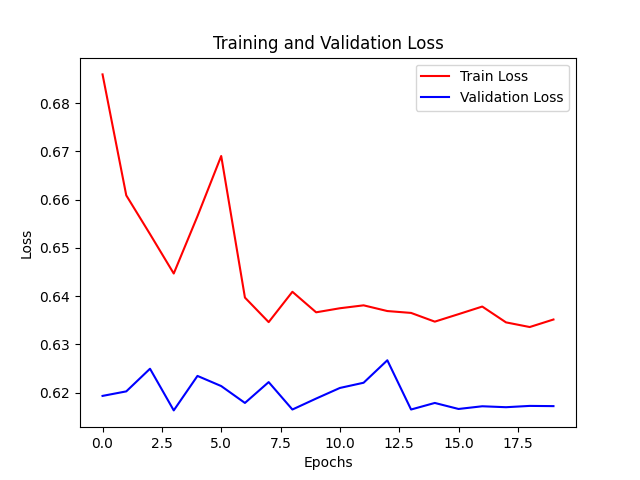 Training and Validation Loss
Train Loss
Validation Loss
0.68
0.67
0.66
0.65
0.64
0.63
0.62
Loss
0.0 2.5 5.0 7.5 10.0 12.5 15.0 17.5
Epochs